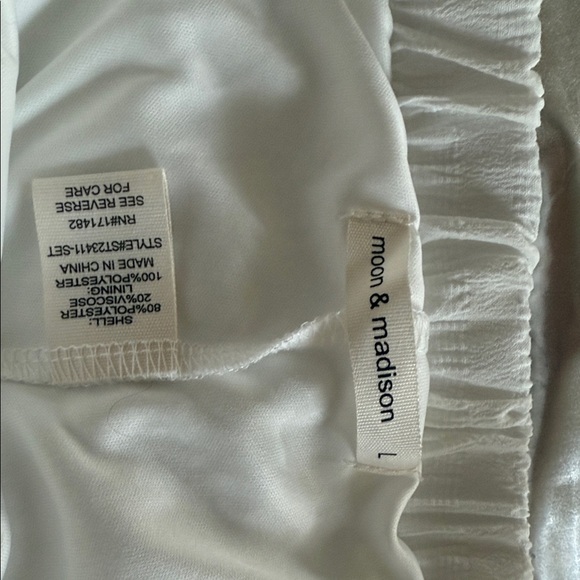 SHELL:
80%POLYESTER
20%VISCOSE
LINING:
100%POLYESTER
MADE IN CHINA
STYLE#ST23411-SET
RN#171482
SEE REVERSE
FOR CARE
moon & madison
L